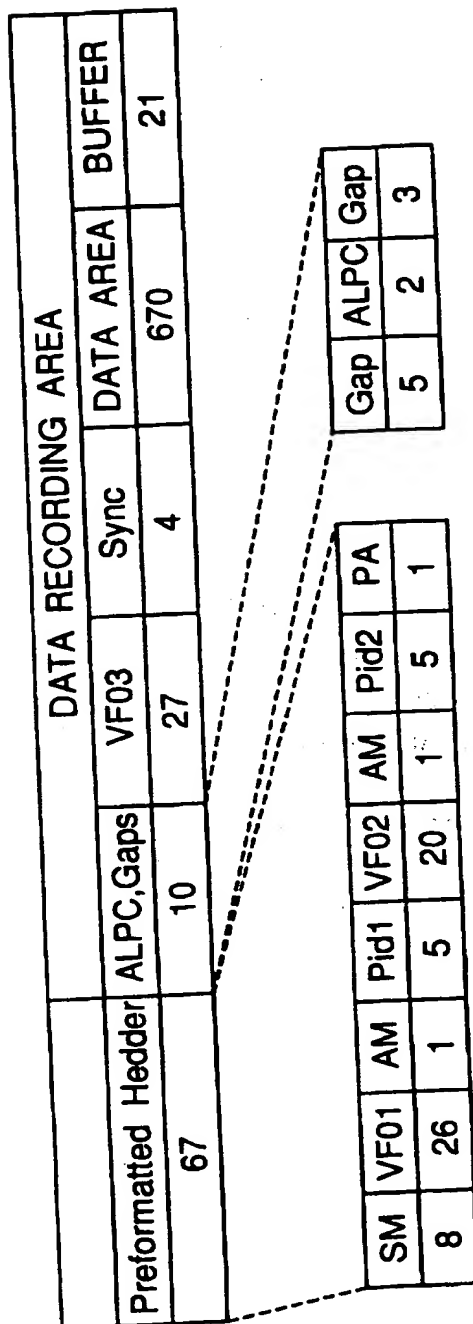 DATA RECORDING AREA
Preformatted Hedder ALPC,Gaps VF03 Sync DATA AREA BUFFER
67 10 27 4 670 21
Gap ALPC Gap
5 2 3
SM VF01 AM Pid1 VF02 AM Pid2 PA
8 26 1 5 20 1 5 1